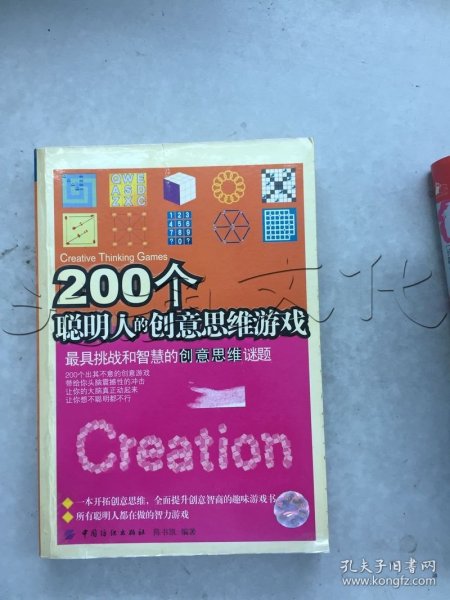 QWE
ASD
ZXC
123
456
789
?0?
Creative Thinking Games
200个
聪明人的创意思维游戏
最具挑战和智慧的创意思维谜题
200个出其不意的创意游戏
带给你头脑震撼性的冲击
让你的大脑真正动起来
让你想不聪明都不行
Creation
一本开拓创意思维，全面提升创意智商的趣味游戏书
所有聪明人都在做的智力游戏
中国纺织出版社 陈书凯·编著
孔夫子旧书网
www.kongfz.com